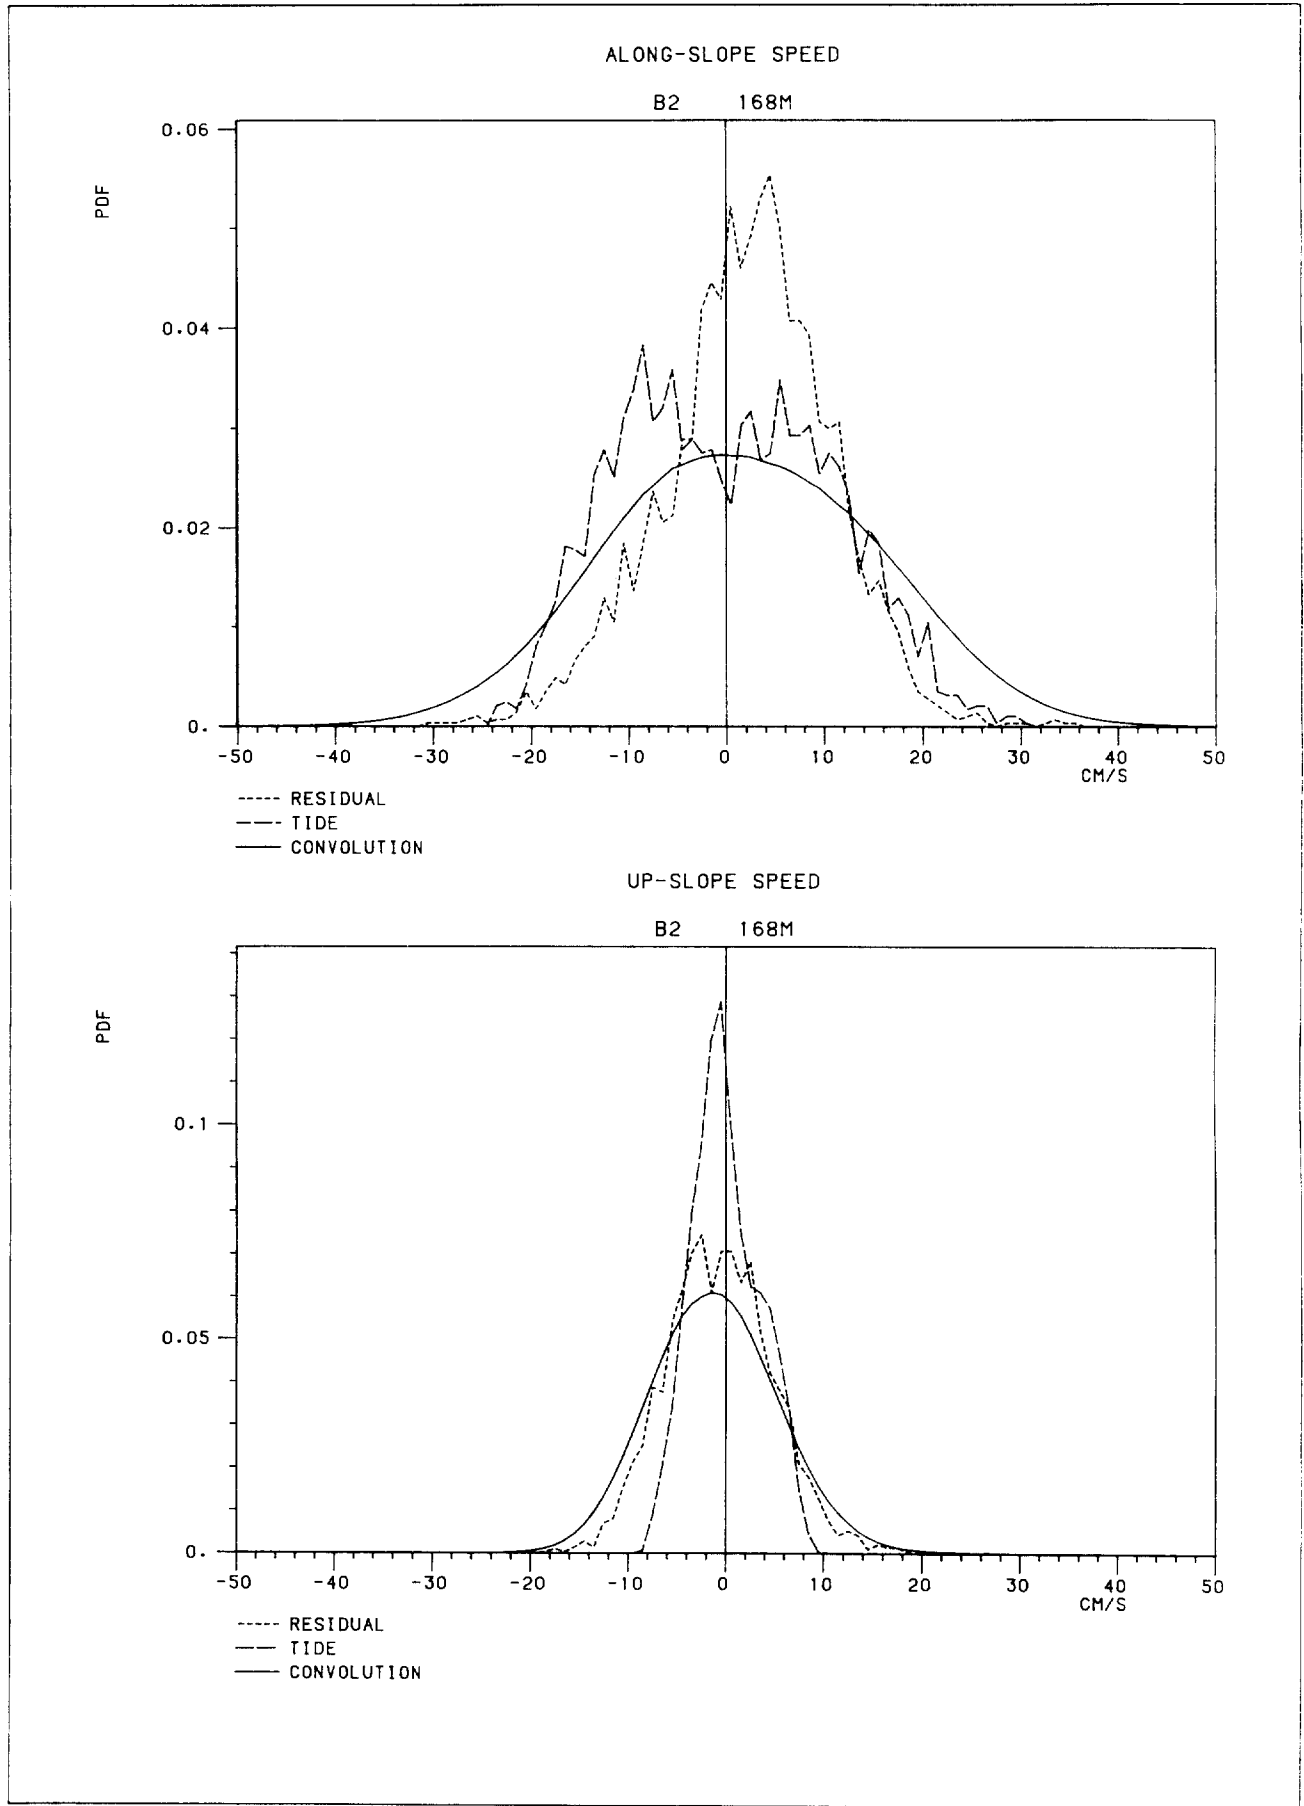 ALONG-SLOPE SPEED
B2 168M
0.06
PDF
0.04
0.02
0.
-50 -40 -30 -20 -10 0 10 20 30 40 50
CM/S
RESIDUAL
TIDE
CONVOLUTION
UP-SLOPE SPEED
B2 168M
PDF
0.1
0.05
0.
-50 -40 -30 -20 -10 0 10 20 30 40 50
CM/S
RESIDUAL
TIDE
CONVOLUTION